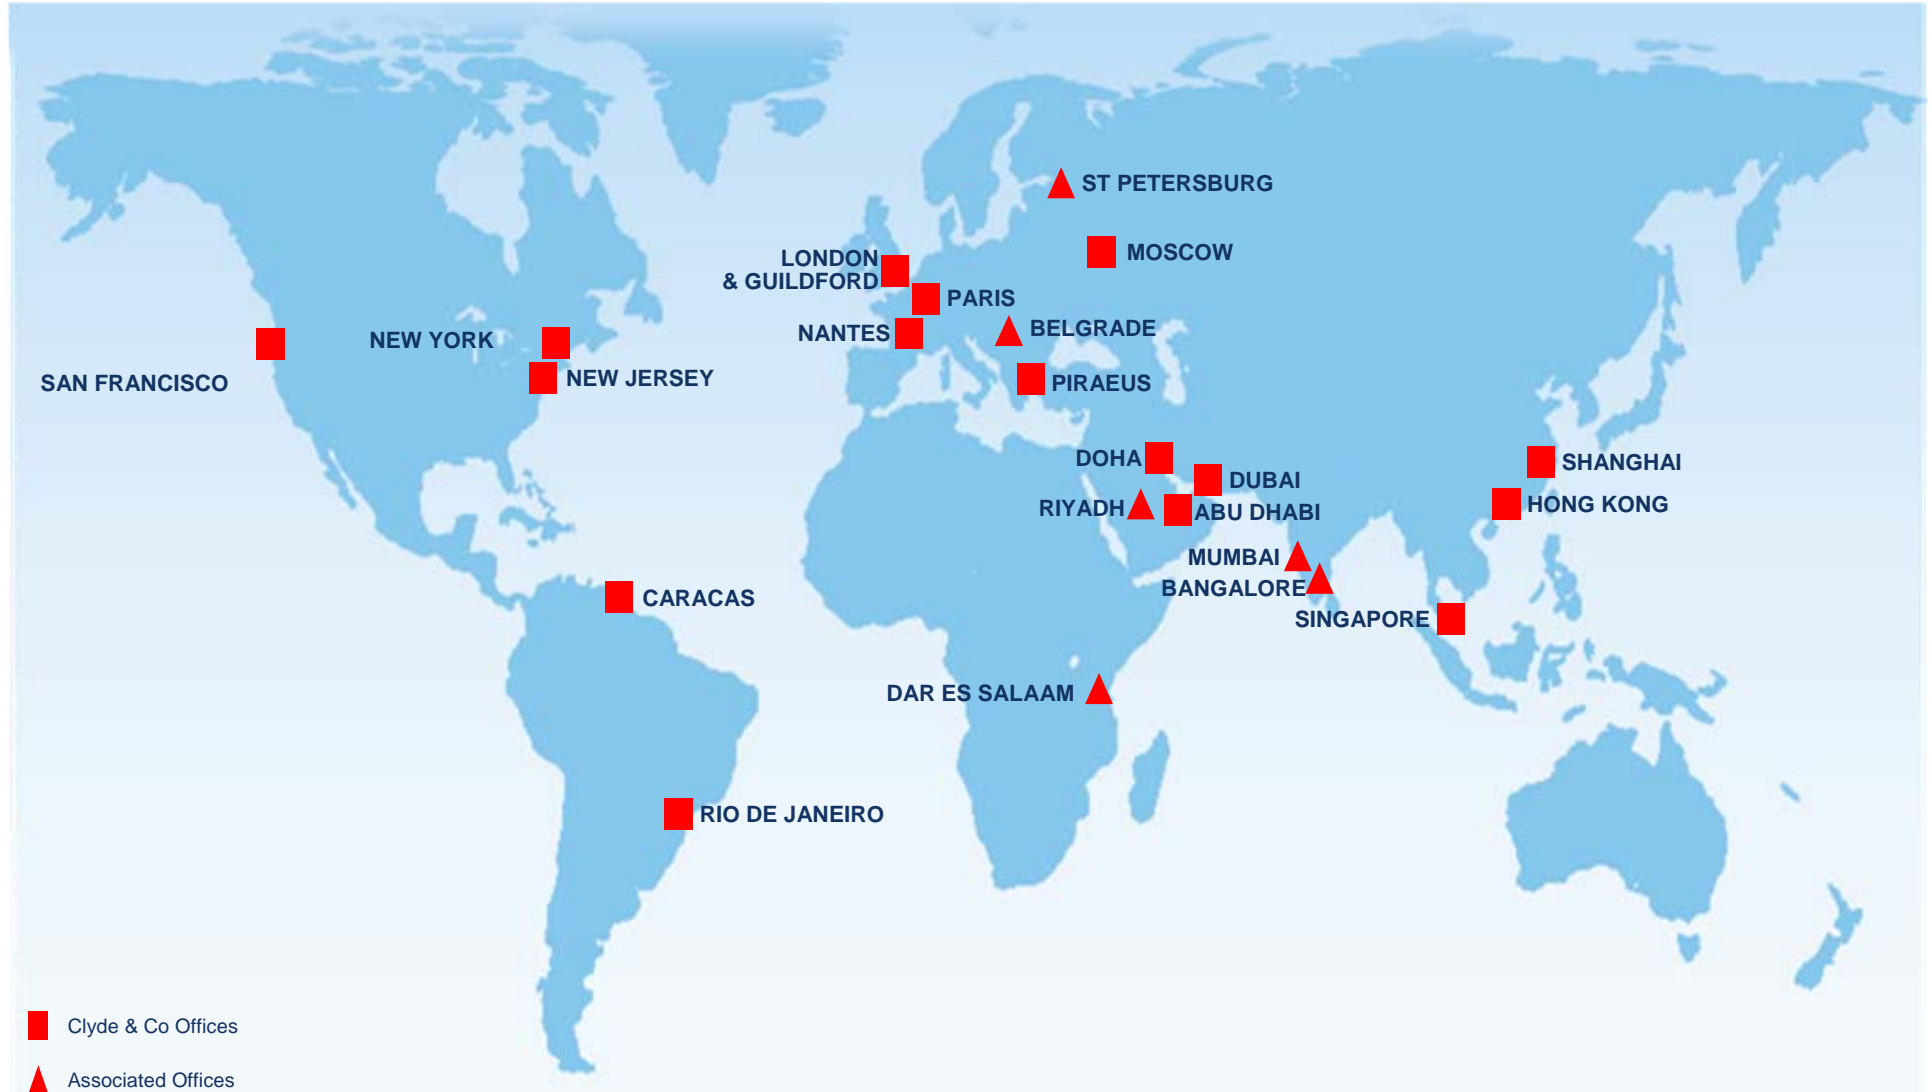 ST PETERSBURG
MOSCOW
LONDON
& GUILDFORD
PARIS
NANTES
BELGRADE
NEW YORK
SAN FRANCISCO
NEW JERSEY
PIRAEUS
DOHA
DUBAI
SHANGHAI
RIYADH
ABU DHABI
HONG KONG
MUMBAI
BANGALORE
SINGAPORE
CARACAS
DAR ES SALAAM
RIO DE JANEIRO
Clyde & Co Offices
Associated Offices